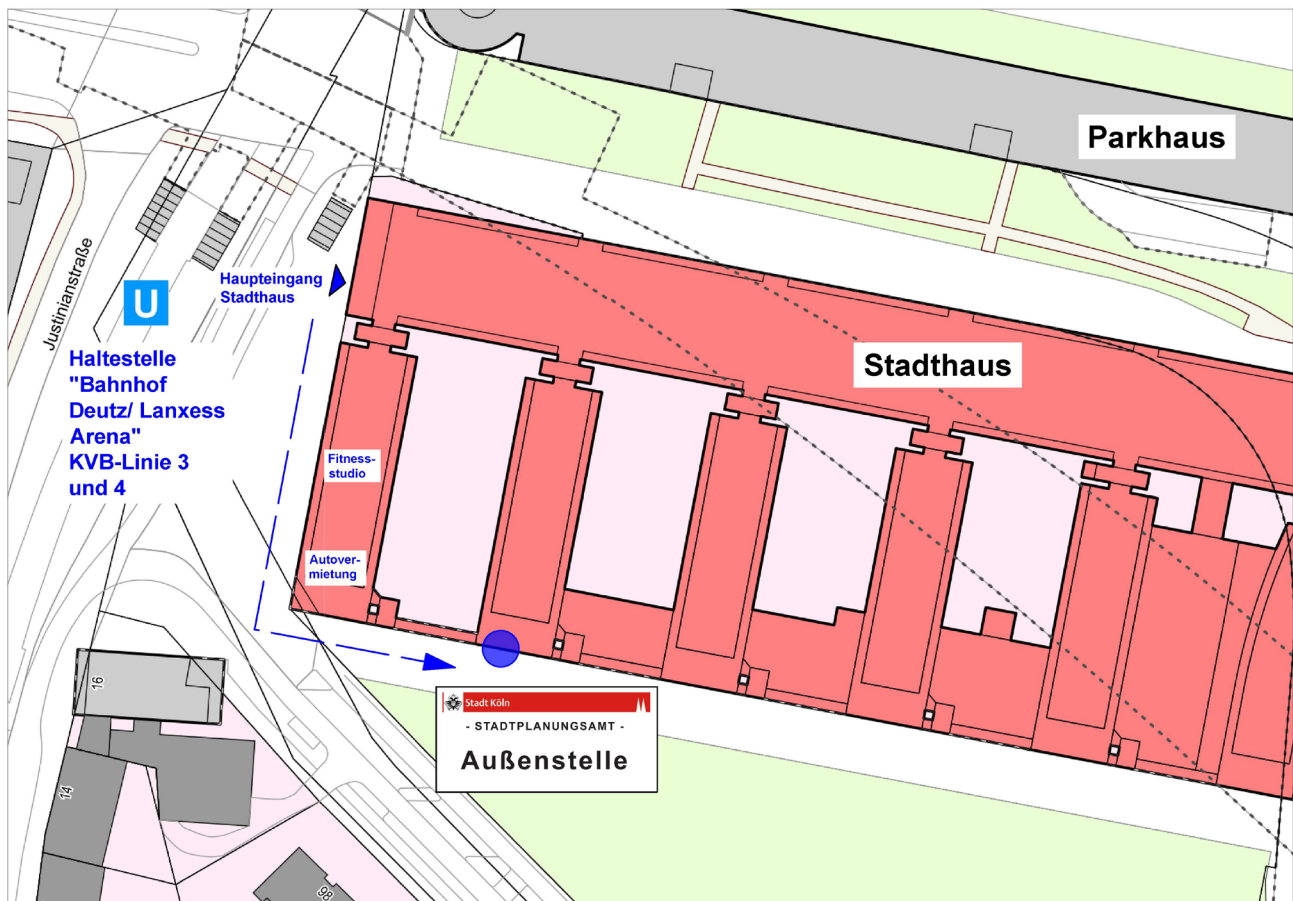 Parkhaus
Justinianstraße
Haupteingang
Stadthaus
U
Haltestelle
"Bahnhof
Deutz/ Lanxess
Arena"
KVB-Linie 3
und 4
Stadthaus
Fitness-
studio
Autover-
mietung
Stadt Köln
- STADTPLANUNGSAMT -
Außenstelle
16
14
98